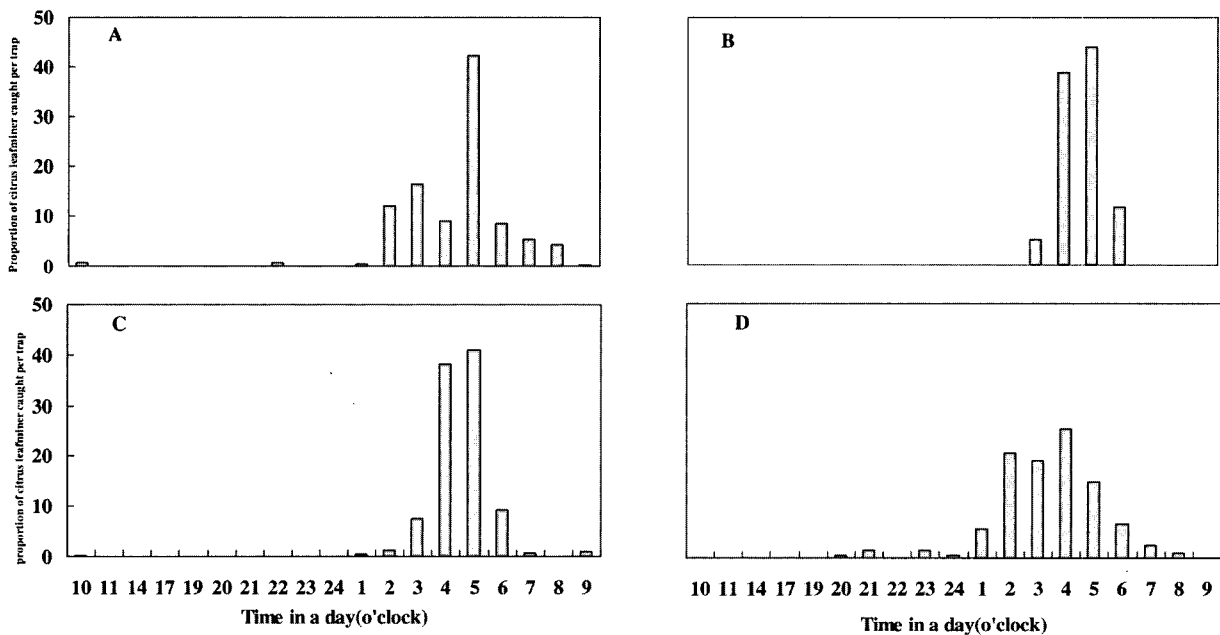 A
B
Proportion of citrus leafminer caught per trap
50
40
30
20
10
0
C
D
proportion of citrus leafminer caught per trap
50
40
30
20
10
0
10 11 14 17 19 20 21 22 23 24 1 2 3 4 5 6 7 8 9
Time in a day(o'clock)
10 11 14 17 19 20 21 22 23 24 1 2 3 4 5 6 7 8 9
Time in a day(o'clock)